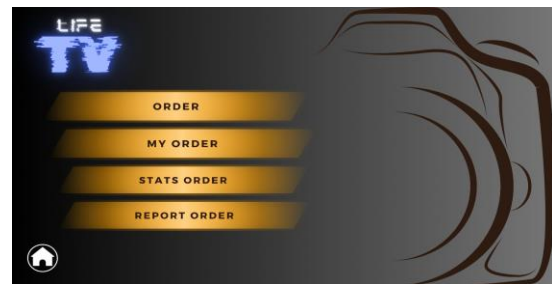 LIFE
TV
ORDER
MY ORDER
STATS ORDER
REPORT ORDER